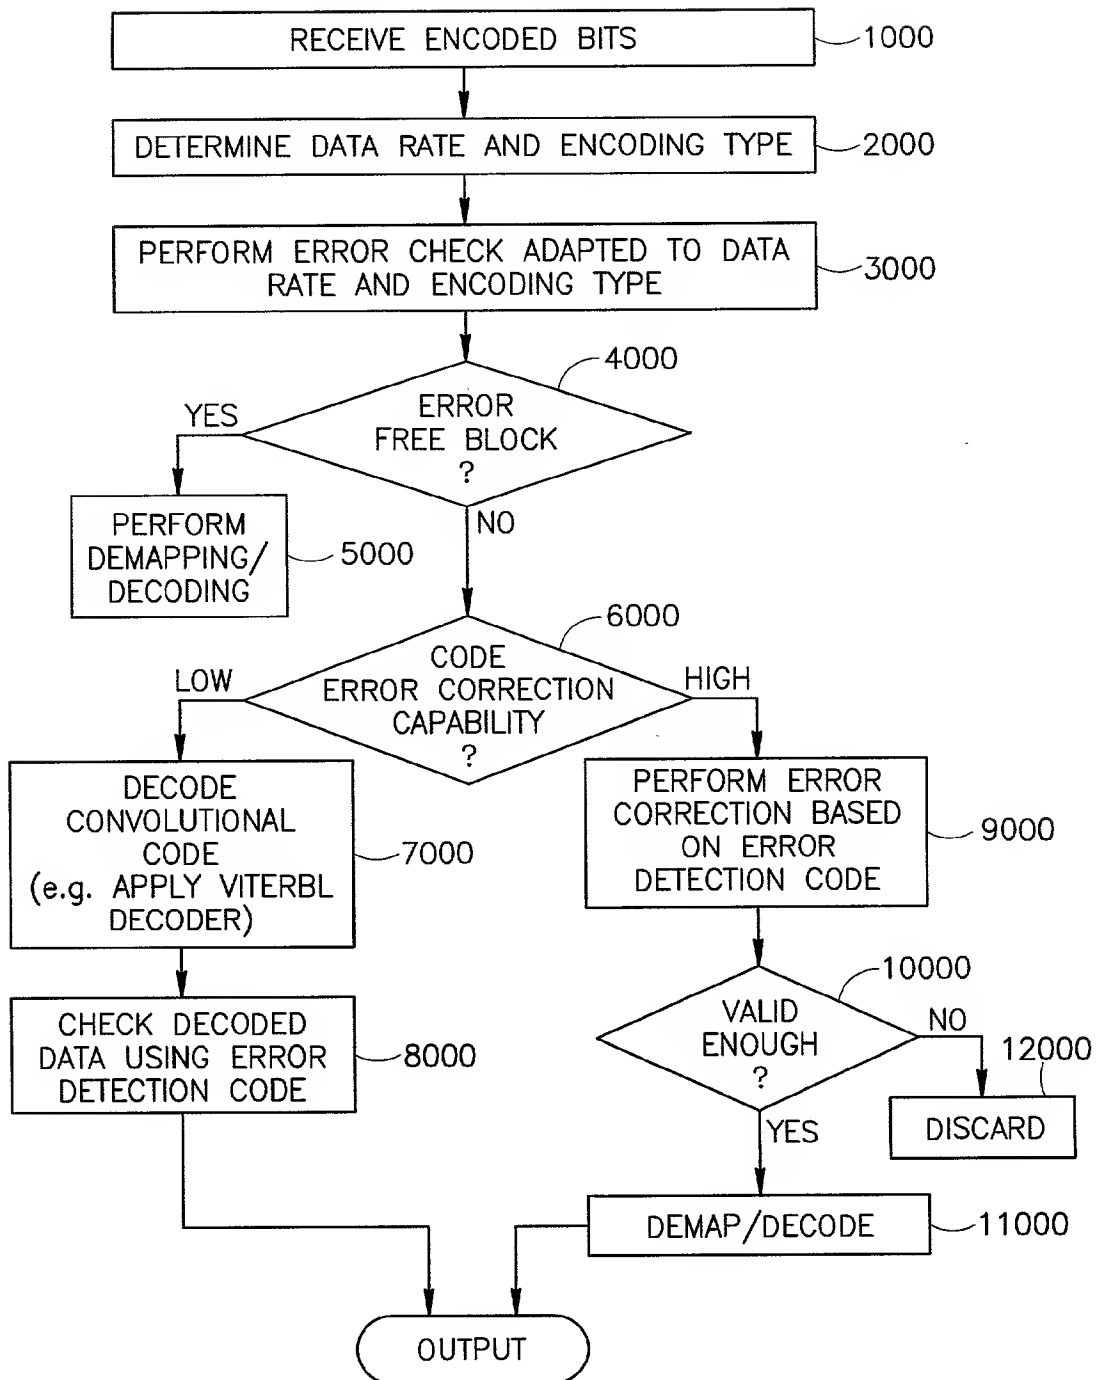 RECEIVE ENCODED BITS
1000
DETERMINE DATA RATE AND ENCODING TYPE
2000
PERFORM ERROR CHECK ADAPTED TO DATA
RATE AND ENCODING TYPE
3000
4000
ERROR
FREE BLOCK
?
YES
NO
PERFORM
DEMAPPING/
DECODING
5000
6000
CODE
ERROR CORRECTION
CAPABILITY
?
LOW
HIGH
DECODE
CONVOLUTIONAL
CODE
(e.g. APPLY VITERBL
DECODER)
7000
PERFORM ERROR
CORRECTION BASED
ON ERROR
DETECTION CODE
9000
CHECK DECODED
DATA USING ERROR
DETECTION CODE
8000
10000
VALID
ENOUGH
?
NO
YES
12000
DISCARD
DEMAP/DECODE
11000
OUTPUT